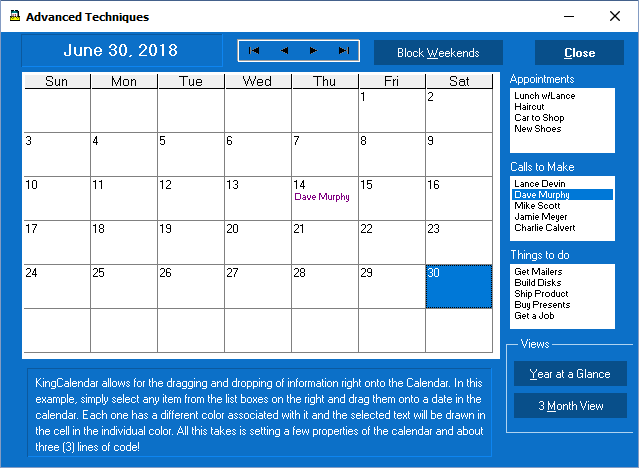 Advanced Techniques
June 30, 2018
Block Weekends
Close
Sun Mon Tue Wed Thu Fri Sat
1 2
3 4 5 6 7 8 9
10 11 12 13 14 15 16
Dave Murphy
17 18 19 20 21 22 23
24 25 26 27 28 29 30
Appointments
Lunch w/Lance
Haircut
Car to Shop
New Shoes
Calls to Make
Lance Devin
Dave Murphy
Mike Scott
Jamie Meyer
Charlie Calvert
Things to do
Get Mailers
Build Disks
Ship Product
Buy Presents
Get a Job
Views
Year at a Glance
3 Month View
KingCalendar allows for the dragging and dropping of information right onto the Calendar. In this
example, simply select any item from the list boxes on the right and drag them onto a date in the
calendar. Each one has a different color associated with it and the selected text will be drawn in
the cell in the individual color. All this takes is setting a few properties of the calendar and about
three (3) lines of code!